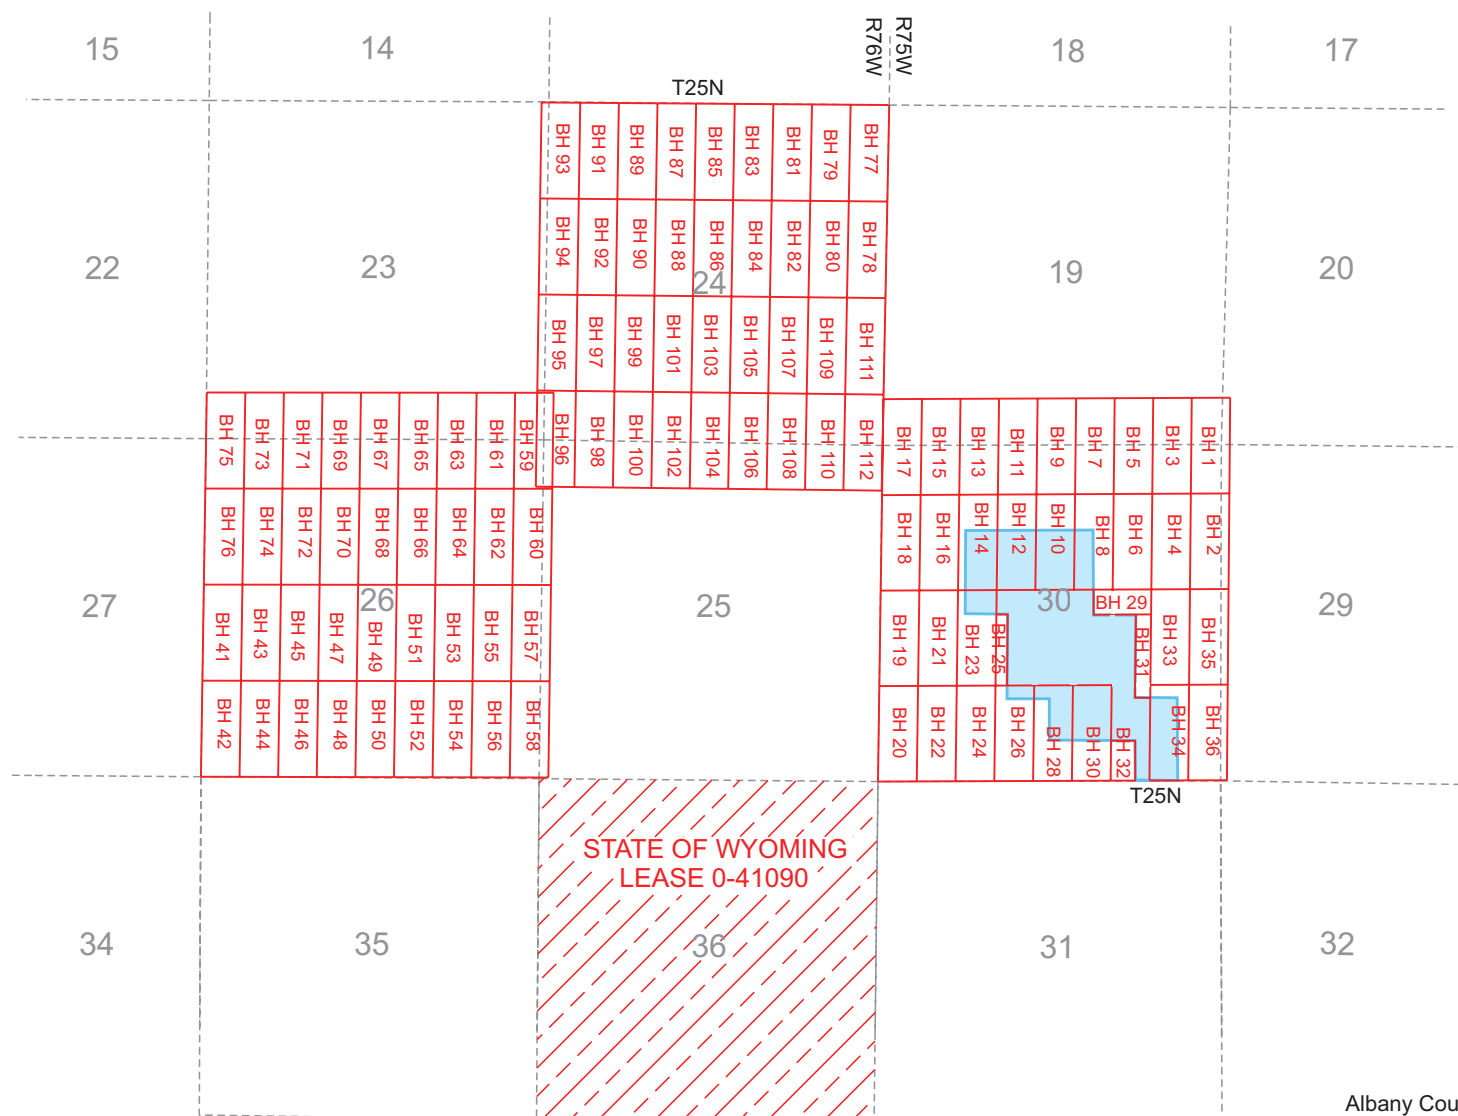 15
14
R76W
R75W
18
17
T25N
BH 93
BH 91
BH 89
BH 87
BH 85
BH 83
BH 81
BH 79
BH 77
BH 94
BH 92
BH 90
BH 88
BH 86
BH 84
BH 82
BH 80
BH 78
22
23
24
19
20
BH 95
BH 97
BH 99
BH 101
BH 103
BH 105
BH 107
BH 109
BH 111
BH 75
BH 73
BH 71
BH 69
BH 67
BH 65
BH 63
BH 61
BH 59
BH 96
BH 98
BH 100
BH 102
BH 104
BH 106
BH 108
BH 110
BH 112
BH 17
BH 15
BH 13
BH 11
BH 9
BH 7
BH 5
BH 3
BH 1
BH 76
BH 74
BH 72
BH 70
BH 68
BH 66
BH 64
BH 62
BH 60
BH 18
BH 16
BH 14
BH 12
BH 10
BH 8
BH 6
BH 4
BH 2
27
26
25
30
29
BH 29
BH 41
BH 43
BH 45
BH 47
BH 49
BH 51
BH 53
BH 55
BH 57
BH 19
BH 21
BH 23
BH 25
BH 31
BH 33
BH 35
BH 42
BH 44
BH 46
BH 48
BH 50
BH 52
BH 54
BH 56
BH 58
BH 20
BH 22
BH 24
BH 26
BH 28
BH 30
BH 32
BH 34
BH 36
T25N
STATE OF WYOMING
LEASE 0-41090
34
35
36
31
32
Albany Cou